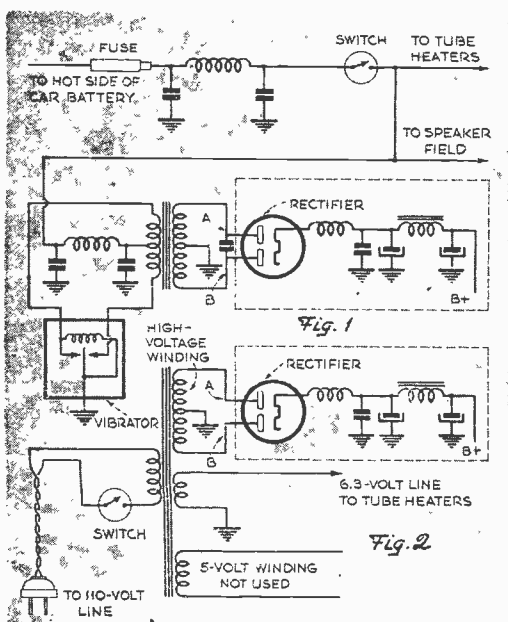 FUSE
SWITCH
TO TUBE
HEATERS
TO HOT SIDE OF
CAR BATTERY
TO SPEAKER
FIELD
RECTIFIER
A
B
B+
Fig. 1
HIGH-
VOLTAGE
WINDING
VIBRATOR
RECTIFIER
A
B
B+
6.3-VOLT LINE
TO TUBE HEATERS
SWITCH
Fig. 2
5-VOLT WINDING
NOT USED
TO 110-VOLT
LINE